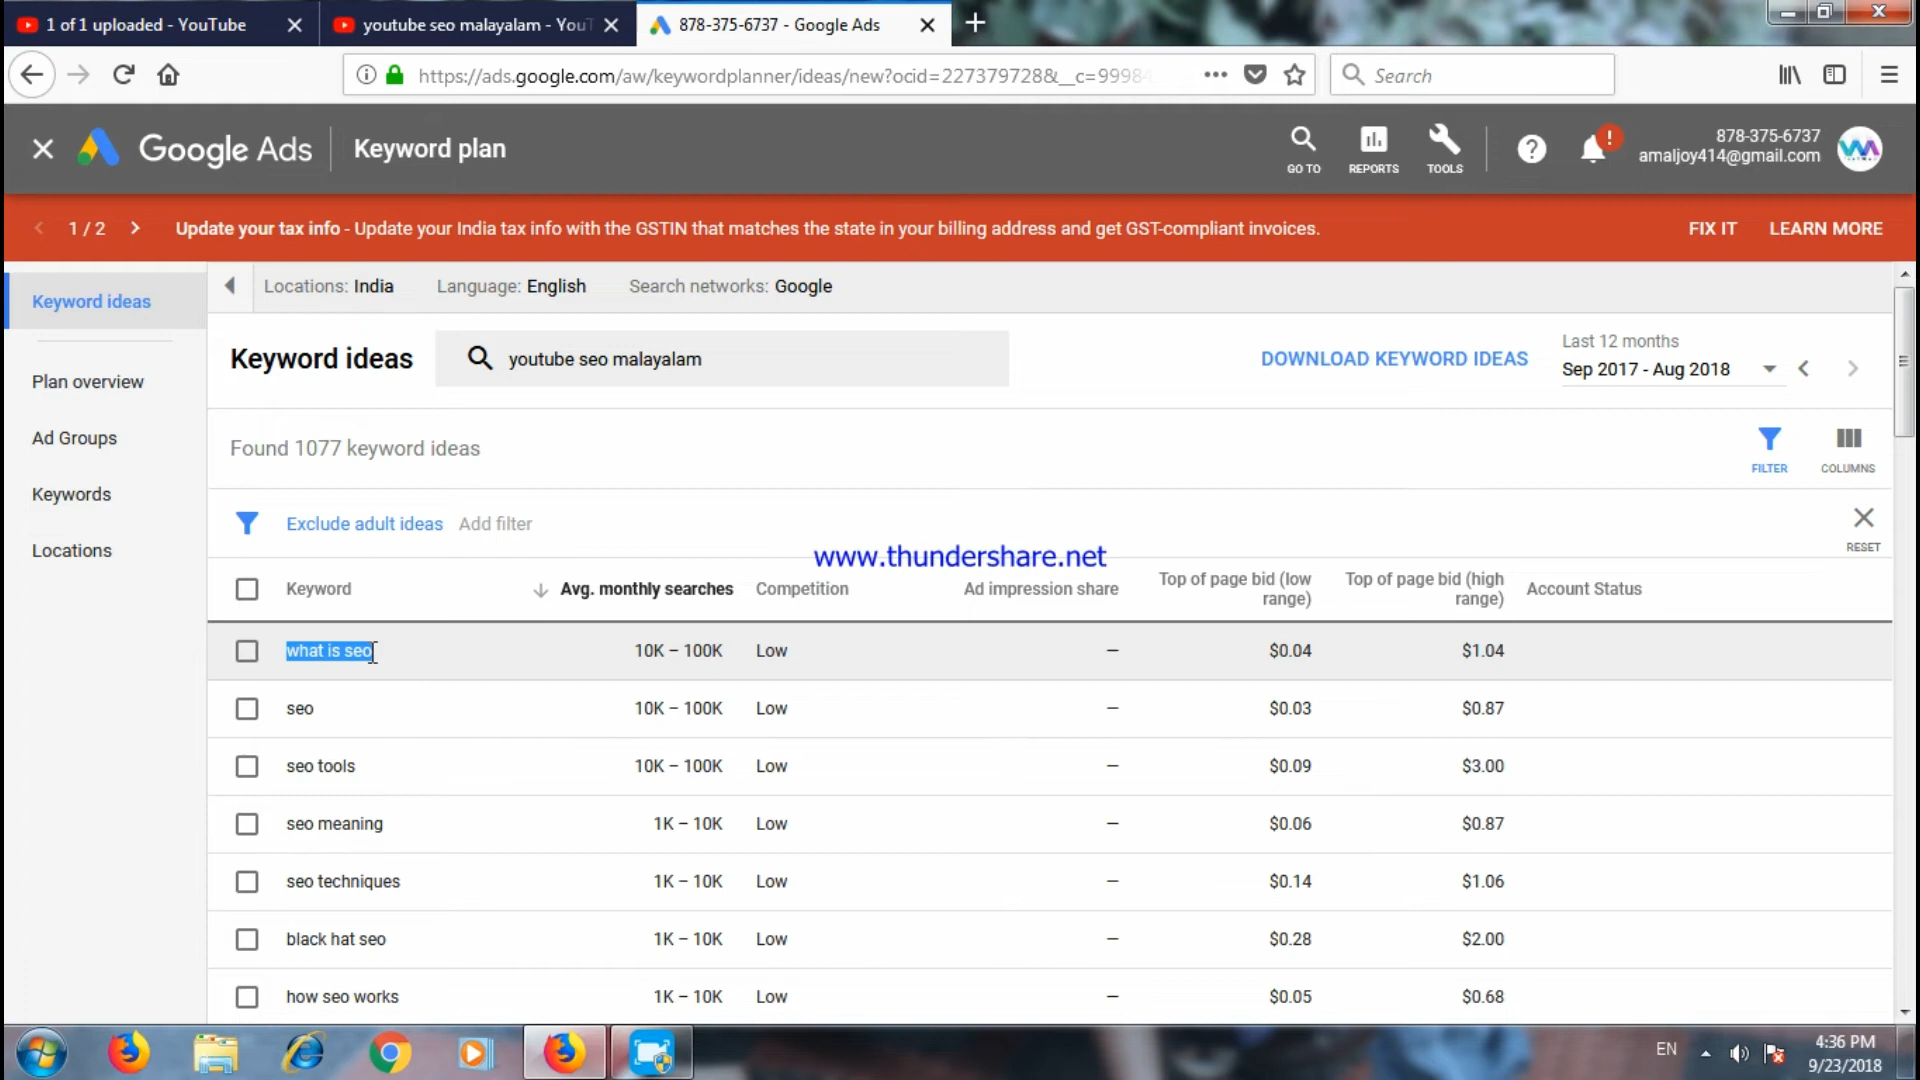 1 of 1 uploaded - YouTube
youtube seo malayalam - YouT
878-375-6737 - Google Ads
https://ads.google.com/aw/keywordplanner/ideas/new?ocid=227379728&__c=99984
Search
Google Ads
Keyword plan
GO TO
REPORTS
TOOLS
878-375-6737
amaljoy414@gmail.com
1 / 2
Update your tax info - Update your India tax info with the GSTIN that matches the state in your billing address and get GST-compliant invoices.
FIX IT
LEARN MORE
Keyword ideas
Plan overview
Ad Groups
Keywords
Locations
Locations: India
Language: English
Search networks: Google
Keyword ideas
youtube seo malayalam
DOWNLOAD KEYWORD IDEAS
Last 12 months
Sep 2017 - Aug 2018
Found 1077 keyword ideas
FILTER
COLUMNS
Exclude adult ideas
Add filter
RESET
www.thundershare.net
Keyword Avg. monthly searches Competition Ad impression share Top of page bid (low range) Top of page bid (high range) Account Status
what is seo 10K – 100K Low – $0.04 $1.04
seo 10K – 100K Low – $0.03 $0.87
seo tools 10K – 100K Low – $0.09 $3.00
seo meaning 1K – 10K Low – $0.06 $0.87
seo techniques 1K – 10K Low – $0.14 $1.06
black hat seo 1K – 10K Low – $0.28 $2.00
how seo works 1K – 10K Low – $0.05 $0.68
EN
4:36 PM
9/23/2018